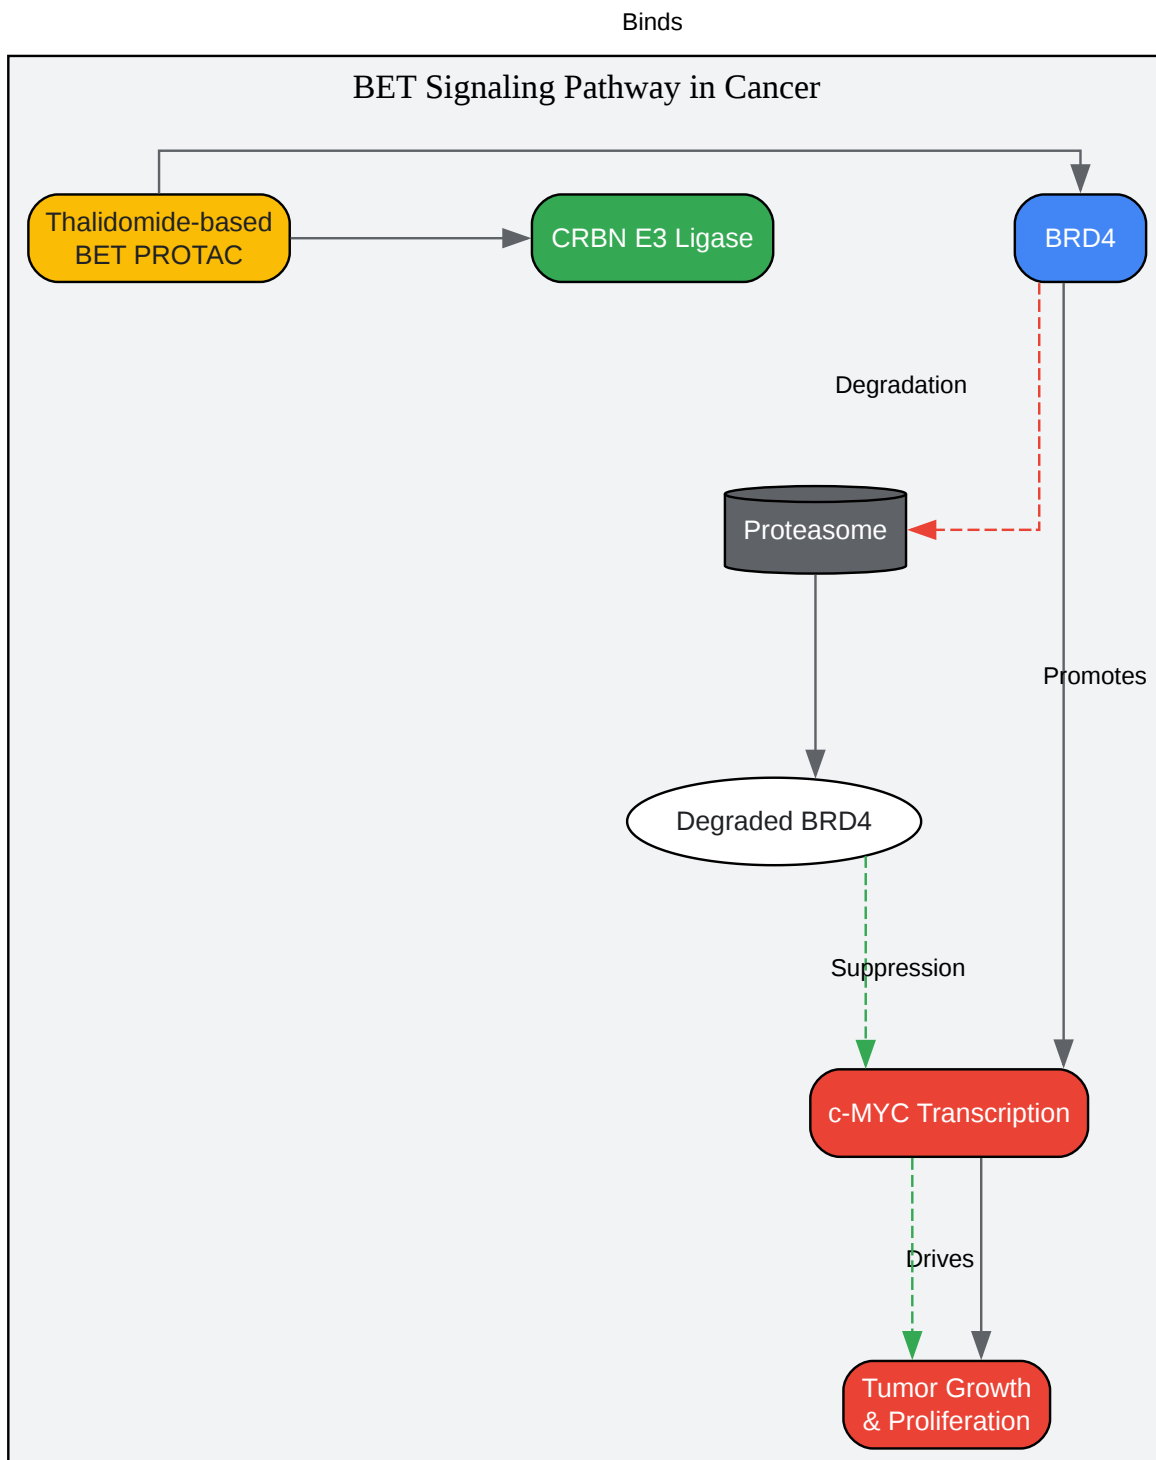 Binds
BET Signaling Pathway in Cancer
Thalidomide-based
BET PROTAC
CRBN E3 Ligase
BRD4
Degradation
Proteasome
Promotes
Degraded BRD4
Suppression
c-MYC Transcription
Drives
Tumor Growth
& Proliferation